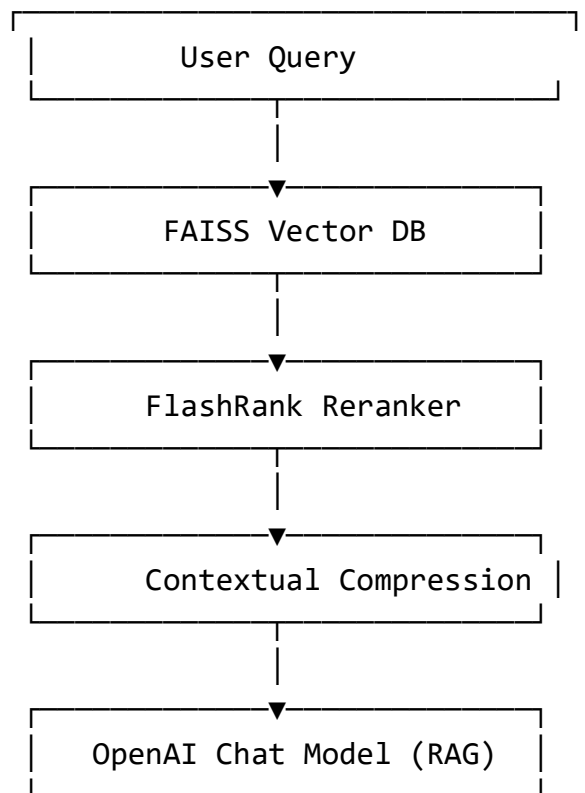 User Query
FAISS Vector DB
FlashRank Reranker
Contextual Compression
OpenAI Chat Model (RAG)